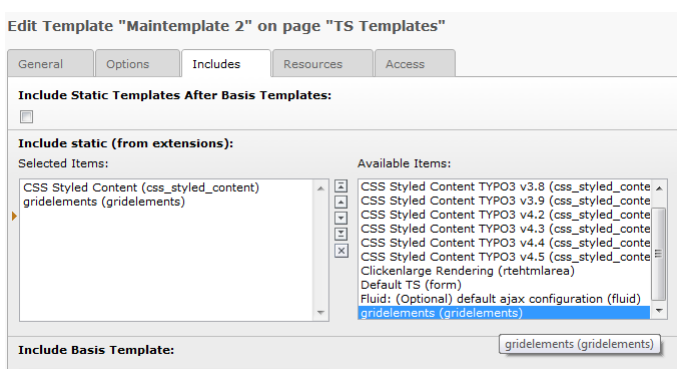 Edit Template "Maintemplate 2" on page "TS Templates"
General Options Includes Resources Access
Include Static Templates After Basis Templates:
Include static (from extensions):
Selected Items: Available Items:
CSS Styled Content (css_styled_content)
gridelements (gridelements)
CSS Styled Content TYPO3 v3.8 (css_styled_conte
CSS Styled Content TYPO3 v3.9 (css_styled_conte
CSS Styled Content TYPO3 v4.2 (css_styled_conte
CSS Styled Content TYPO3 v4.3 (css_styled_conte
CSS Styled Content TYPO3 v4.4 (css_styled_conte
CSS Styled Content TYPO3 v4.5 (css_styled_conte
Clickenlarge Rendering (rtehtmlarea)
Default TS (form)
Fluid: (Optional) default ajax configuration (fluid)
gridelements (gridelements)
gridelements (gridelements)
Include Basis Template: